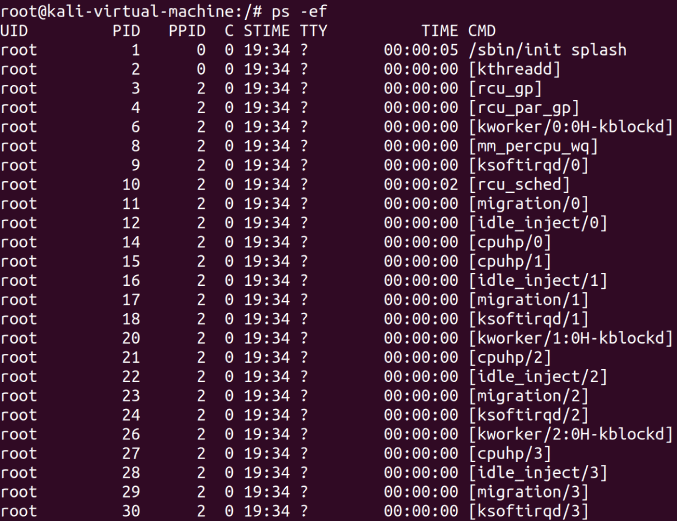 root@kali-virtual-machine:/# ps -ef
UID          PID    PPID  C STIME TTY          TIME CMD
root           1       0  0 19:34 ?        00:00:05 /sbin/init splash
root           2       0  0 19:34 ?        00:00:00 [kthreadd]
root           3       2  0 19:34 ?        00:00:00 [rcu_gp]
root           4       2  0 19:34 ?        00:00:00 [rcu_par_gp]
root           6       2  0 19:34 ?        00:00:00 [kworker/0:0H-kblockd]
root           8       2  0 19:34 ?        00:00:00 [mm_percpu_wq]
root           9       2  0 19:34 ?        00:00:00 [ksoftirqd/0]
root          10       2  0 19:34 ?        00:00:02 [rcu_sched]
root          11       2  0 19:34 ?        00:00:00 [migration/0]
root          12       2  0 19:34 ?        00:00:00 [idle_inject/0]
root          14       2  0 19:34 ?        00:00:00 [cpuhp/0]
root          15       2  0 19:34 ?        00:00:00 [cpuhp/1]
root          16       2  0 19:34 ?        00:00:00 [idle_inject/1]
root          17       2  0 19:34 ?        00:00:00 [migration/1]
root          18       2  0 19:34 ?        00:00:00 [ksoftirqd/1]
root          20       2  0 19:34 ?        00:00:00 [kworker/1:0H-kblockd]
root          21       2  0 19:34 ?        00:00:00 [cpuhp/2]
root          22       2  0 19:34 ?        00:00:00 [idle_inject/2]
root          23       2  0 19:34 ?        00:00:00 [migration/2]
root          24       2  0 19:34 ?        00:00:00 [ksoftirqd/2]
root          26       2  0 19:34 ?        00:00:00 [kworker/2:0H-kblockd]
root          27       2  0 19:34 ?        00:00:00 [cpuhp/3]
root          28       2  0 19:34 ?        00:00:00 [idle_inject/3]
root          29       2  0 19:34 ?        00:00:00 [migration/3]
root          30       2  0 19:34 ?        00:00:00 [ksoftirqd/3]